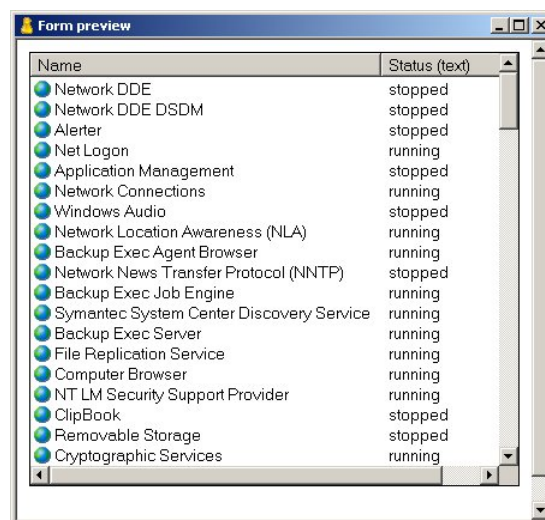 Form preview
Name Status (text)
Network DDE stopped
Network DDE DSDM stopped
Alerter stopped
Net Logon running
Application Management stopped
Network Connections running
Windows Audio stopped
Network Location Awareness (NLA) running
Backup Exec Agent Browser running
Network News Transfer Protocol (NNTP) stopped
Backup Exec Job Engine running
Symantec System Center Discovery Service running
Backup Exec Server running
File Replication Service running
Computer Browser running
NT LM Security Support Provider running
ClipBook stopped
Removable Storage stopped
Cryptographic Services running